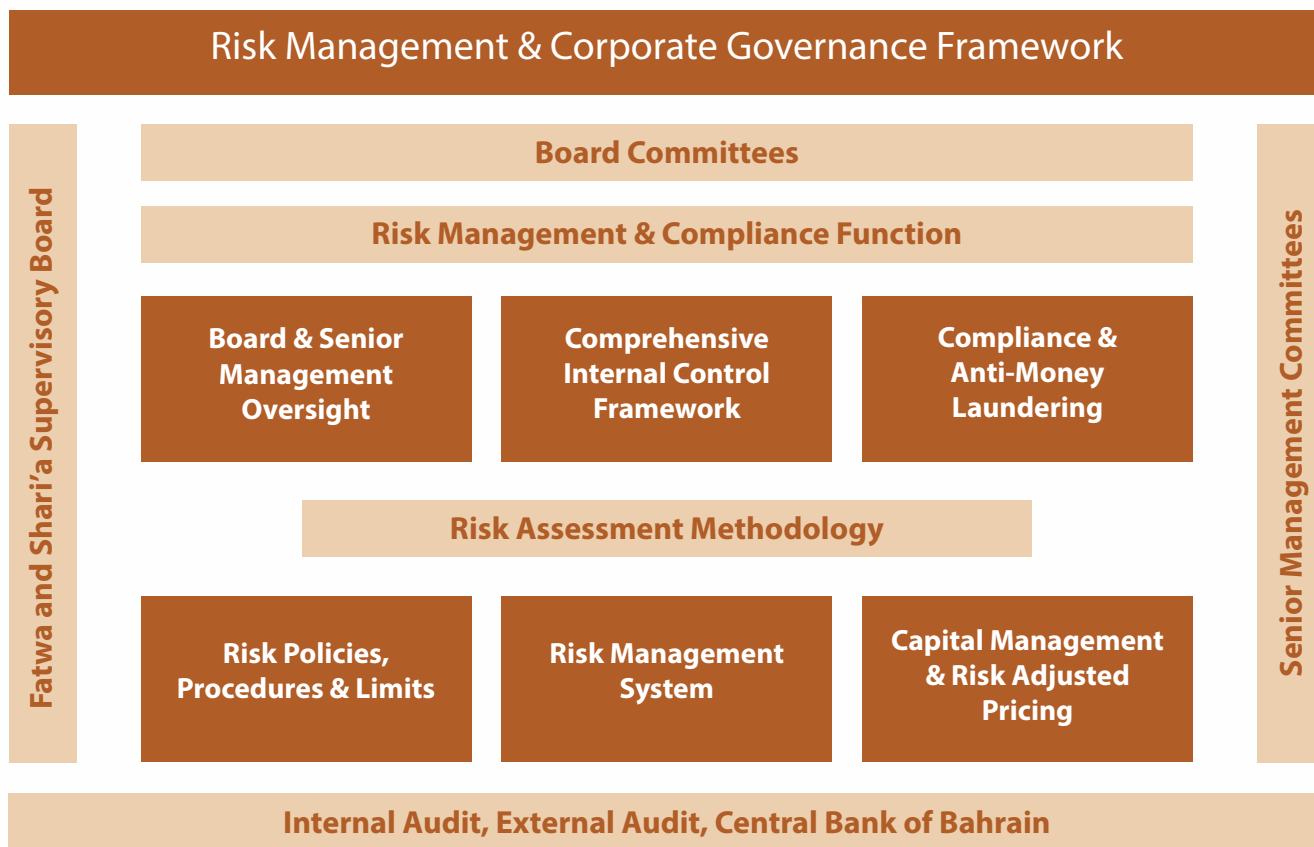 Risk Management & Corporate Governance Framework
Fatwa and Shari’a Supervisory Board
Board Committees
Risk Management & Compliance Function
Board & Senior
Management
Oversight
Comprehensive
Internal Control
Framework
Compliance &
Anti-Money
Laundering
Risk Assessment Methodology
Risk Policies,
Procedures & Limits
Risk Management
System
Capital Management
& Risk Adjusted
Pricing
Senior Management Committees
Internal Audit, External Audit, Central Bank of Bahrain